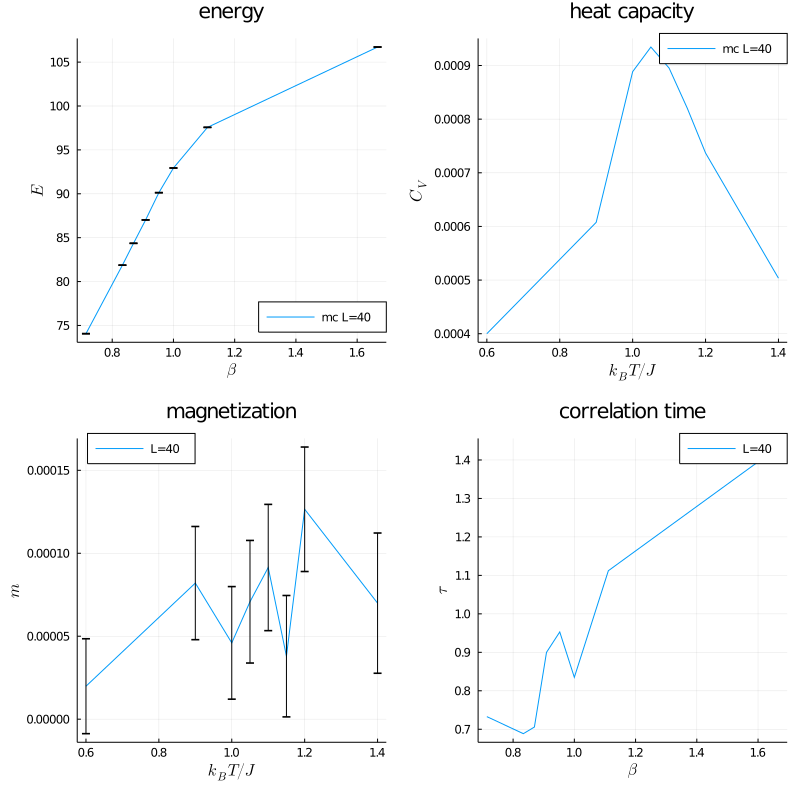 energy
105
100
95
90
85
80
75
E
mc L=40
0.8 1.0 1.2 1.4 1.6
β
heat capacity
mc L=40
0.0009
0.0008
0.0007
0.0006
0.0005
0.0004
C_V
0.6 0.8 1.0 1.2 1.4
k_BT/J
magnetization
L=40
0.00015
0.00010
0.00005
0.00000
m
0.6 0.8 1.0 1.2 1.4
k_BT/J
correlation time
L=40
1.4
1.3
1.2
1.1
1.0
0.9
0.8
0.7
τ
0.8 1.0 1.2 1.4 1.6
β